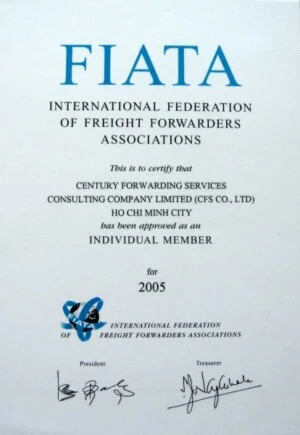 FIATA
INTERNATIONAL FEDERATION
OF FREIGHT FORWARDERS
ASSOCIATIONS
This is to certify that
CENTURY FORWARDING SERVICES
CONSULTING COMPANY LIMITED (CFS CO., LTD)
HO CHI MINH CITY
has been approved as an
INDIVIDUAL MEMBER
for
2005
INTERNATIONAL FEDERATION
OF FREIGHT FORWARDERS ASSOCIATIONS
President Treasurer